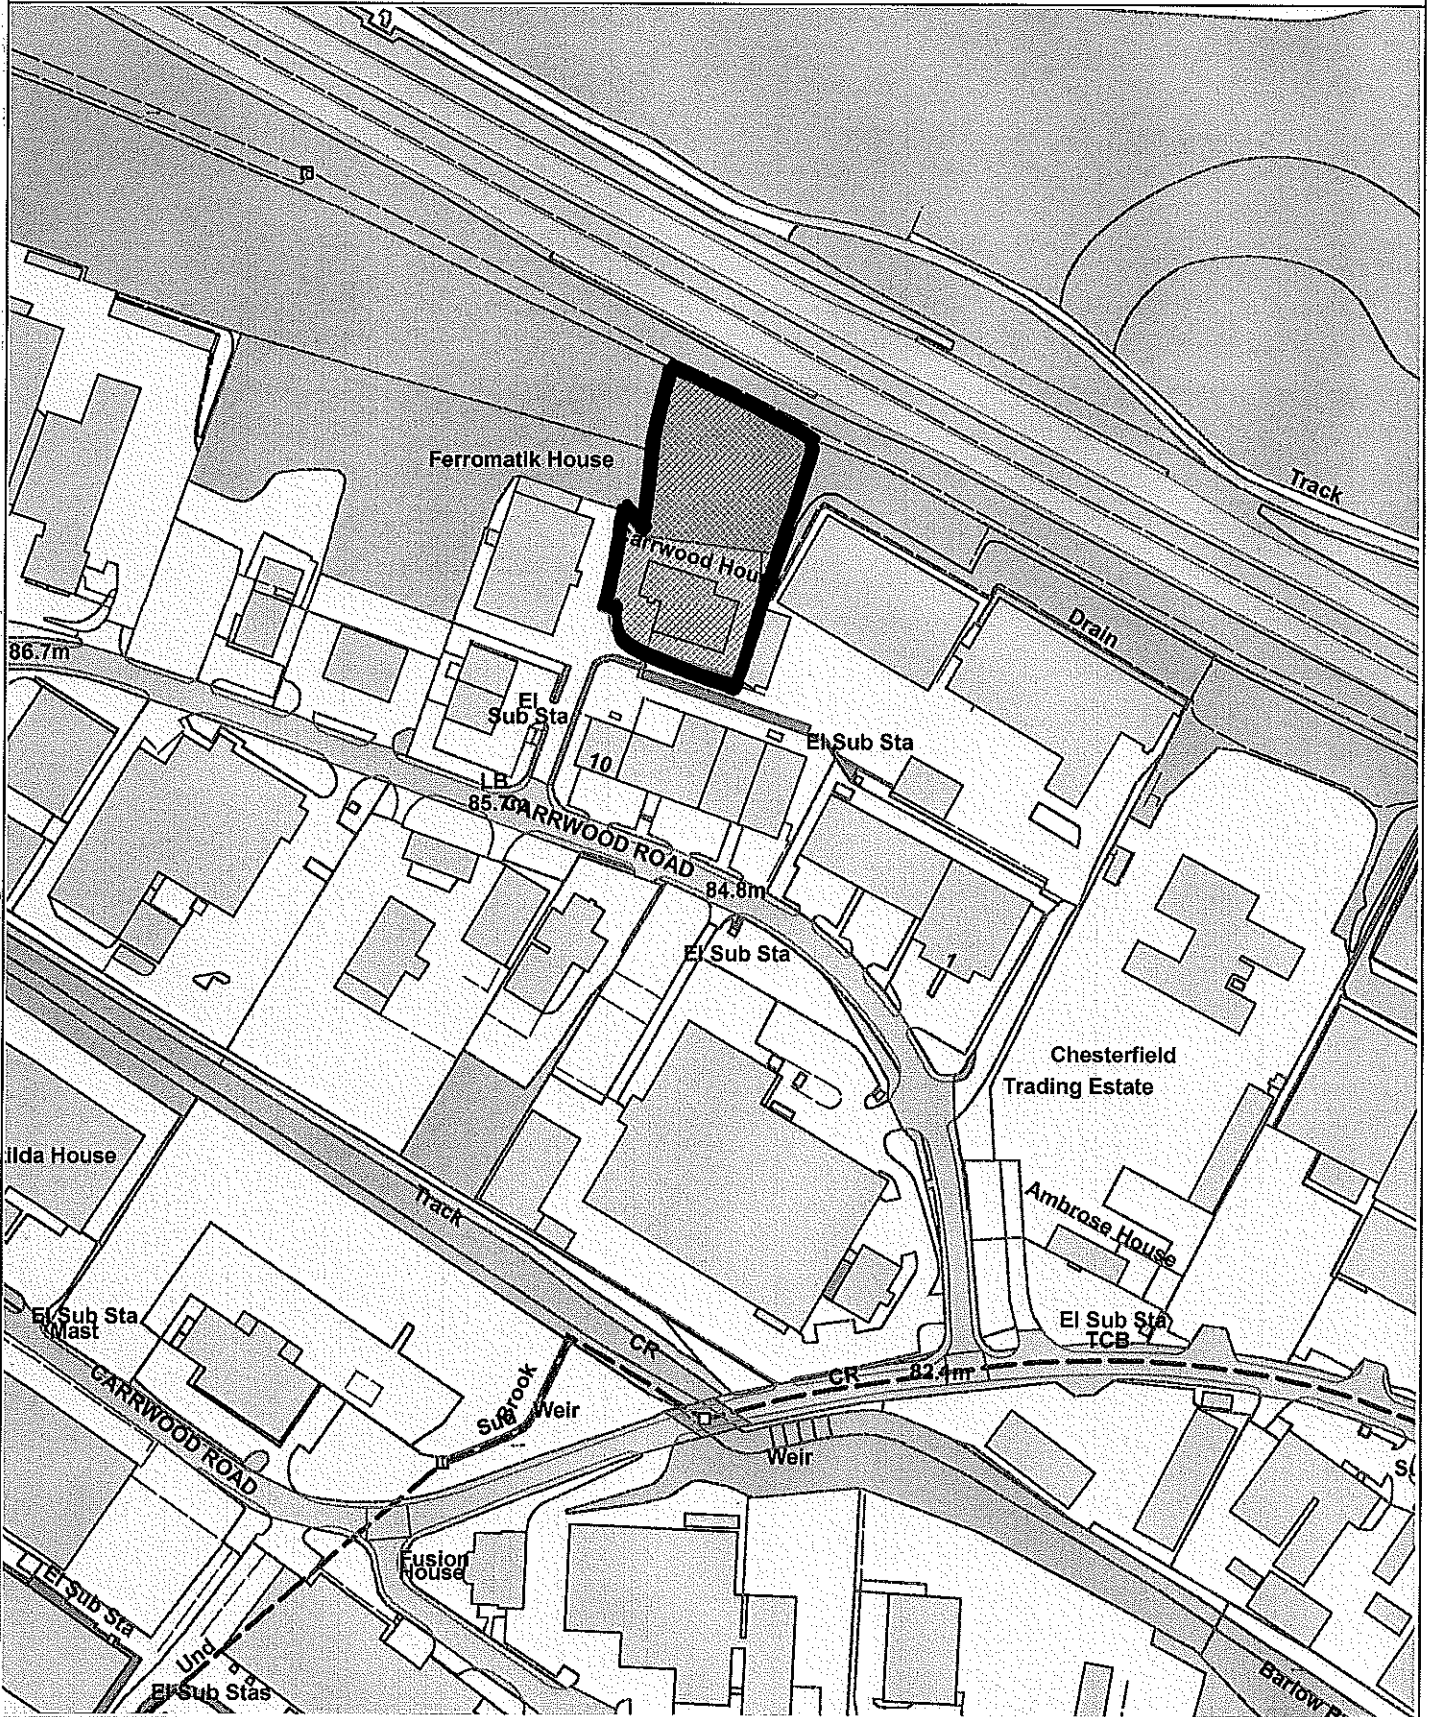 Track
Ferromatik House
arrwood Hou
Drain
86.7m
El
Sub Sta
El Sub Sta
10
LB
85.7m
CARRWOOD ROAD
84.8m
El Sub Sta
1
Chesterfield
Trading Estate
ilda House
Track
Ambrose House
El Sub Sta
Mast
El Sub Sta
TCB
CR
CR
82.4m
Brook
Weir
CARRWOOD ROAD
Weir
Fusion
House
El Sub Sta
Und
El Sub Stas
Barlow